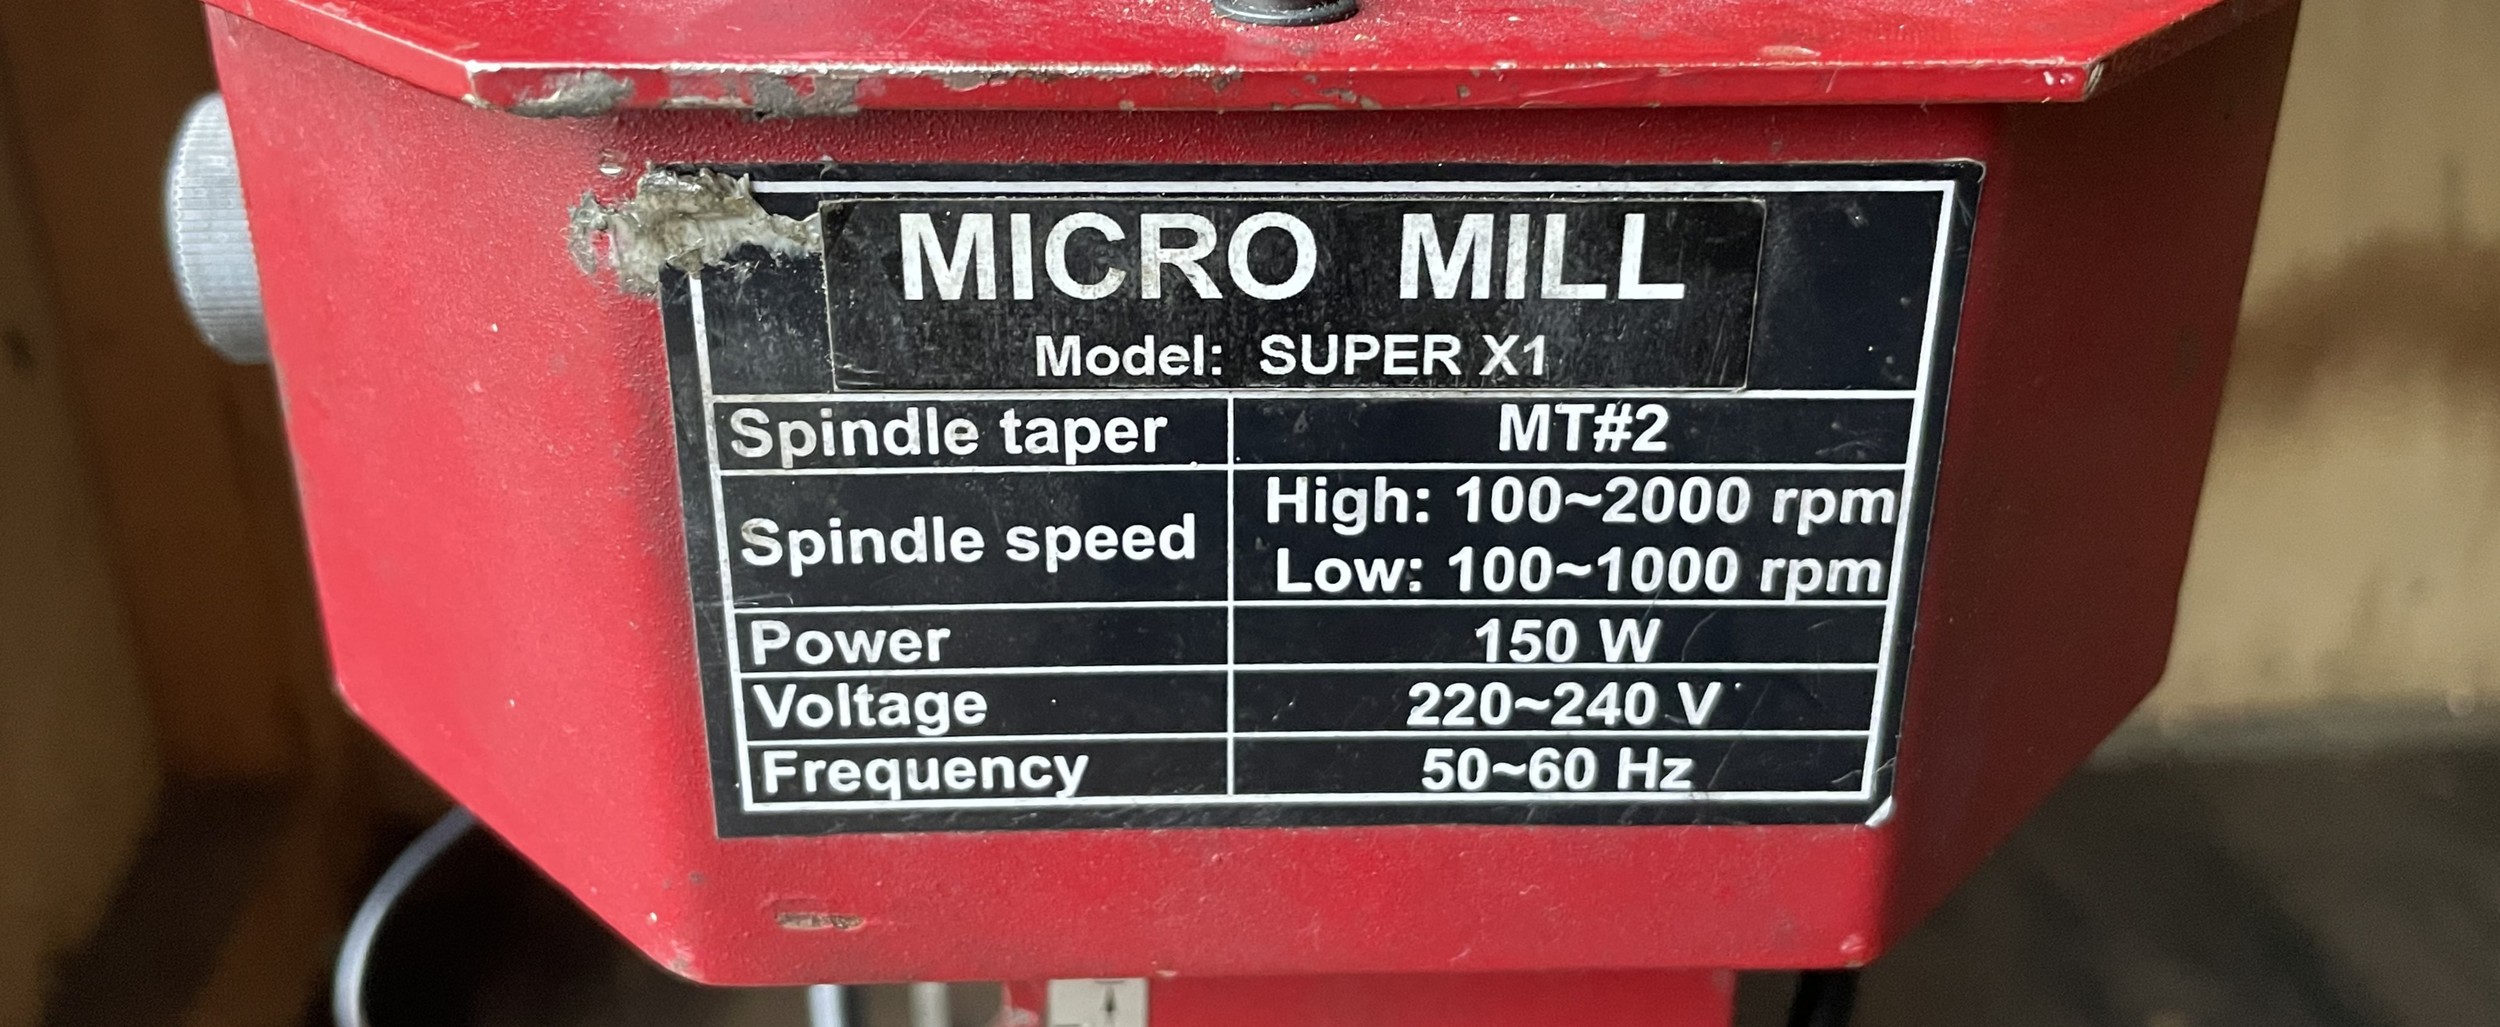 MICRO MILL
Model: SUPER X1
Spindle taper MT#2
Spindle speed High: 100~2000 rpm
Low: 100~1000 rpm
Power 150 W
Voltage 220~240 V
Frequency 50~60 Hz